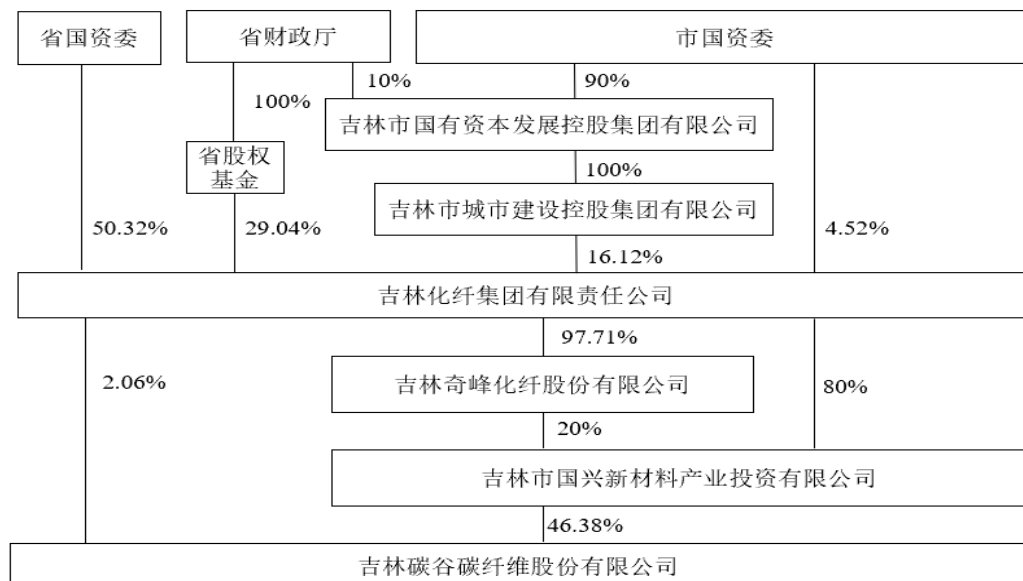 省国资委
省财政厅
市国资委
10%
90%
100%
吉林市国有资本发展控股集团有限公司
省股权
基金
100%
吉林市城市建设控股集团有限公司
50.32%
29.04%
4.52%
16.12%
吉林化纤集团有限责任公司
97.71%
2.06%
吉林奇峰化纤股份有限公司
80%
20%
吉林市国兴新材料产业投资有限公司
46.38%
吉林碳谷碳纤维股份有限公司